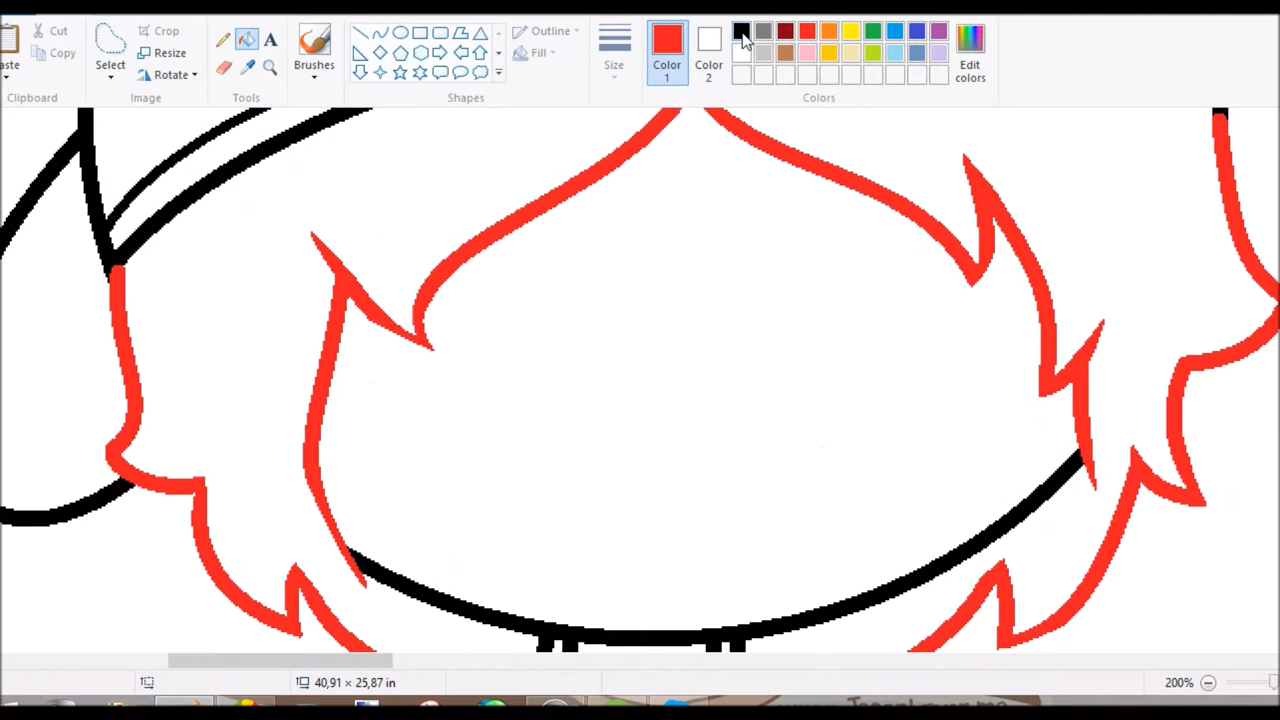 Cut
Copy
aste
Clipboard
Select
Crop
Resize
Rotate
Image
A
Tools
Brushes
Outline
Fill
Shapes
Size
Color
1
Color
2
Edit
colors
Colors
40,91 × 25,87 in
200%